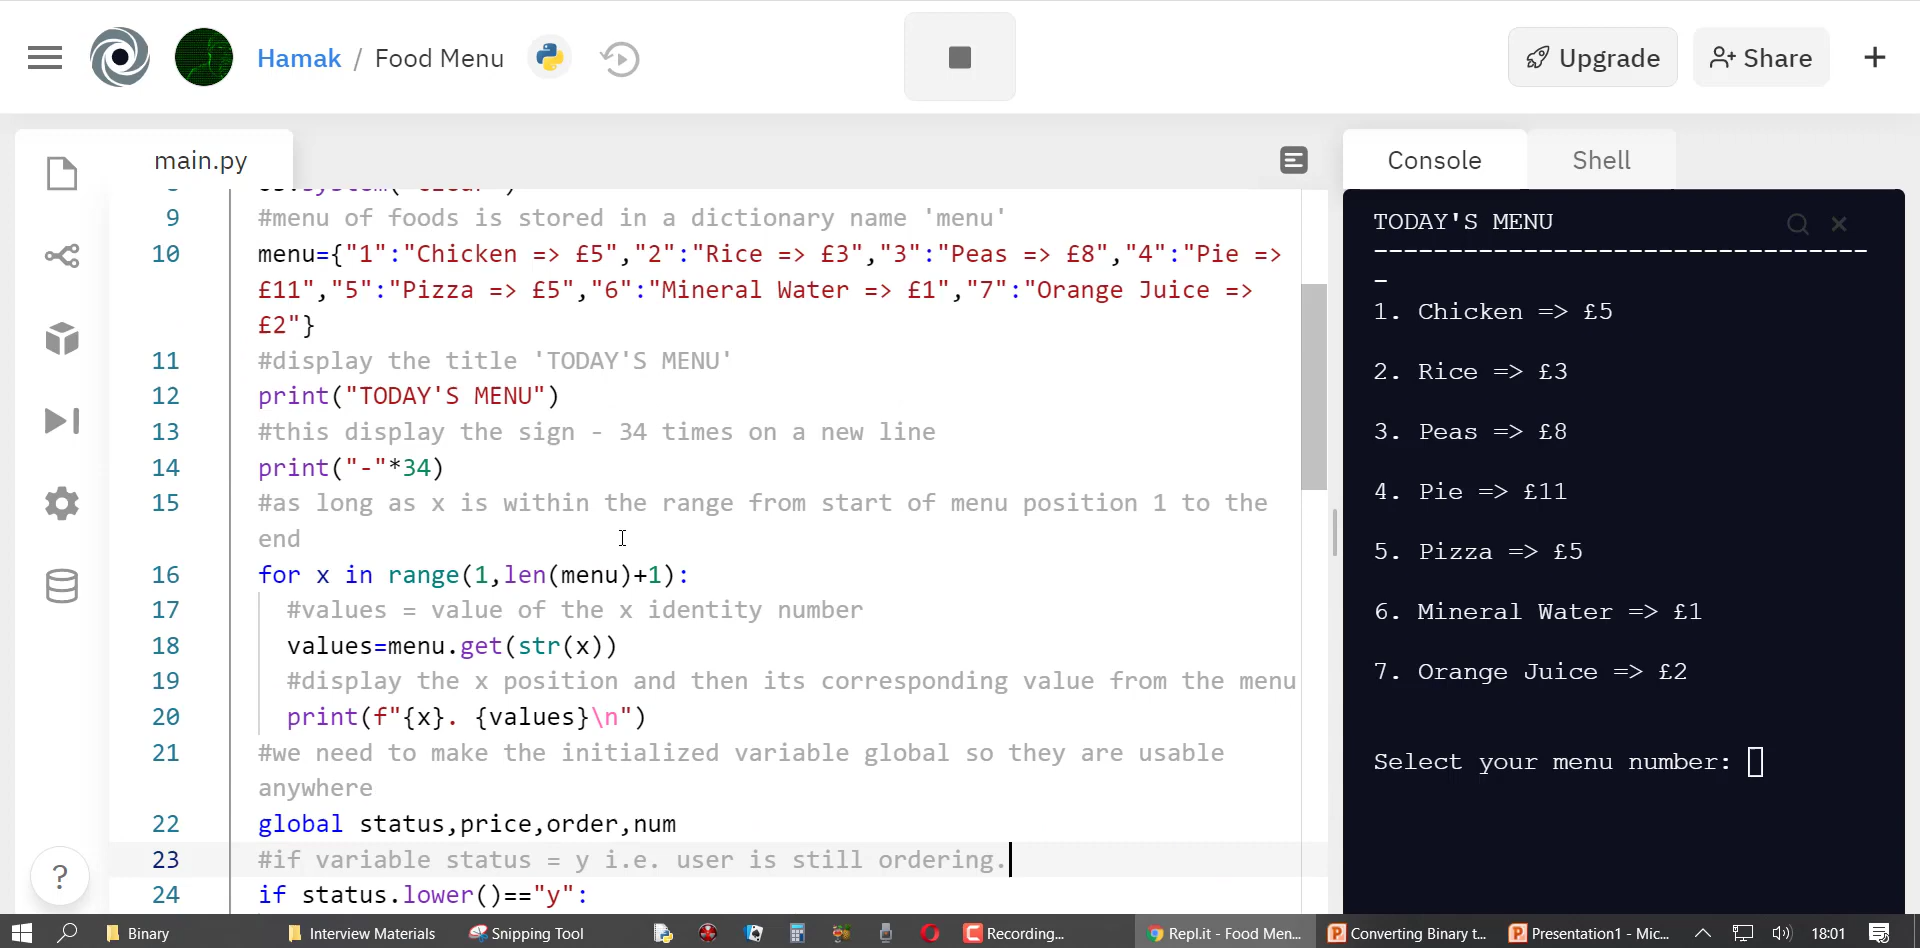 Hamak / Food Menu
Upgrade
Share
main.py
Console
Shell
9 #menu of foods is stored in a dictionary name 'menu'
10 menu={"1":"Chicken => £5","2":"Rice => £3","3":"Peas => £8","4":"Pie =>
£11","5":"Pizza => £5","6":"Mineral Water => £1","7":"Orange Juice =>
£2"}
11 #display the title 'TODAY'S MENU'
12 print("TODAY'S MENU")
13 #this display the sign - 34 times on a new line
14 print("-"*34)
15 #as long as x is within the range from start of menu position 1 to the
end
16 for x in range(1,len(menu)+1):
17 #values = value of the x identity number
18 values=menu.get(str(x))
19 #display the x position and then its corresponding value from the menu
20 print(f"{x}. {values}\n")
21 #we need to make the initialized variable global so they are usable
anywhere
22 global status,price,order,num
23 #if variable status = y i.e. user is still ordering.
24 if status.lower()=="y":
TODAY'S MENU
---------------------------------
-
1. Chicken => £5
2. Rice => £3
3. Peas => £8
4. Pie => £11
5. Pizza => £5
6. Mineral Water => £1
7. Orange Juice => £2
Select your menu number:
?
Binary
Interview Materials
Snipping Tool
Recording...
Repl.it - Food Men...
Converting Binary t...
Presentation1 - Mic...
18:01